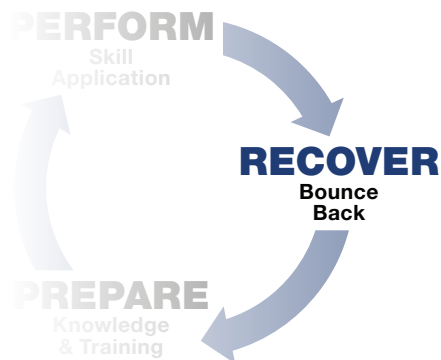 PERFORM
Skill
Application
RECOVER
Bounce
Back
PREPARE
Knowledge
& Training